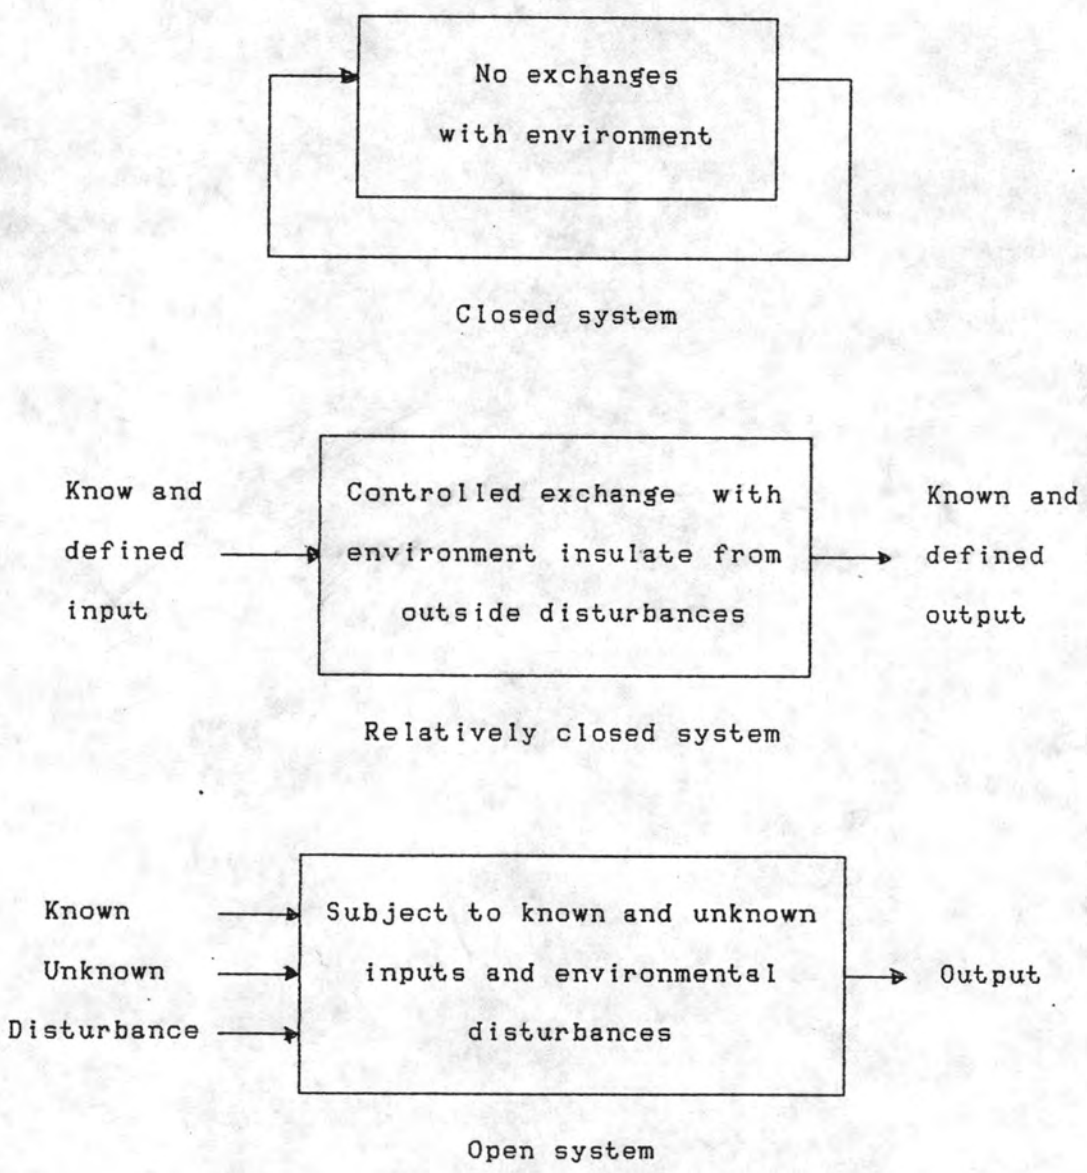 No exchanges
with environment
Closed system
Know and
defined
input
Controlled exchange with
environment insulate from
outside disturbances
Known and
defined
output
Relatively closed system
Known
Unknown
Disturbance
Subject to known and unknown
inputs and environmental
disturbances
Output
Open system